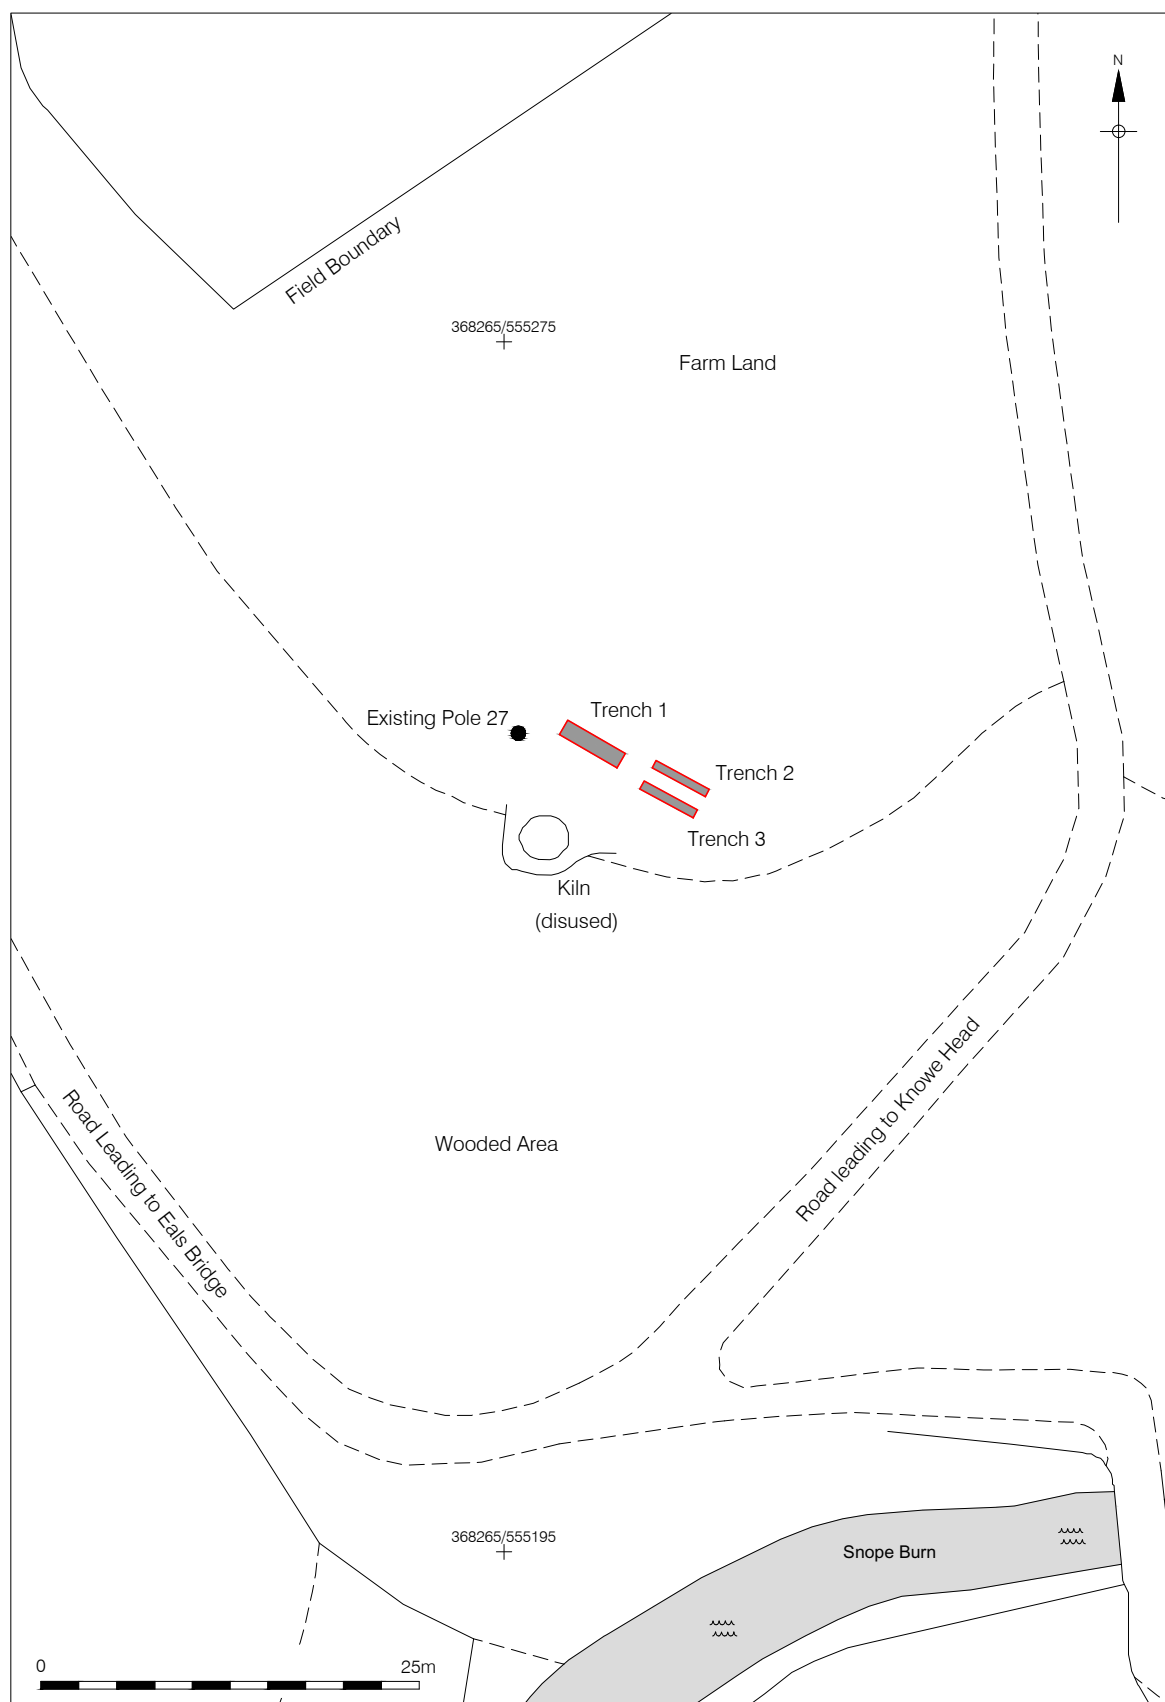 N
Field Boundary
368265/555275
Farm Land
Existing Pole 27
Trench 1
Trench 2
Trench 3
Kiln
(disused)
Road leading to Knowe Head
Road Leading to Eals Bridge
Wooded Area
368265/555195
Snope Burn
0
25m